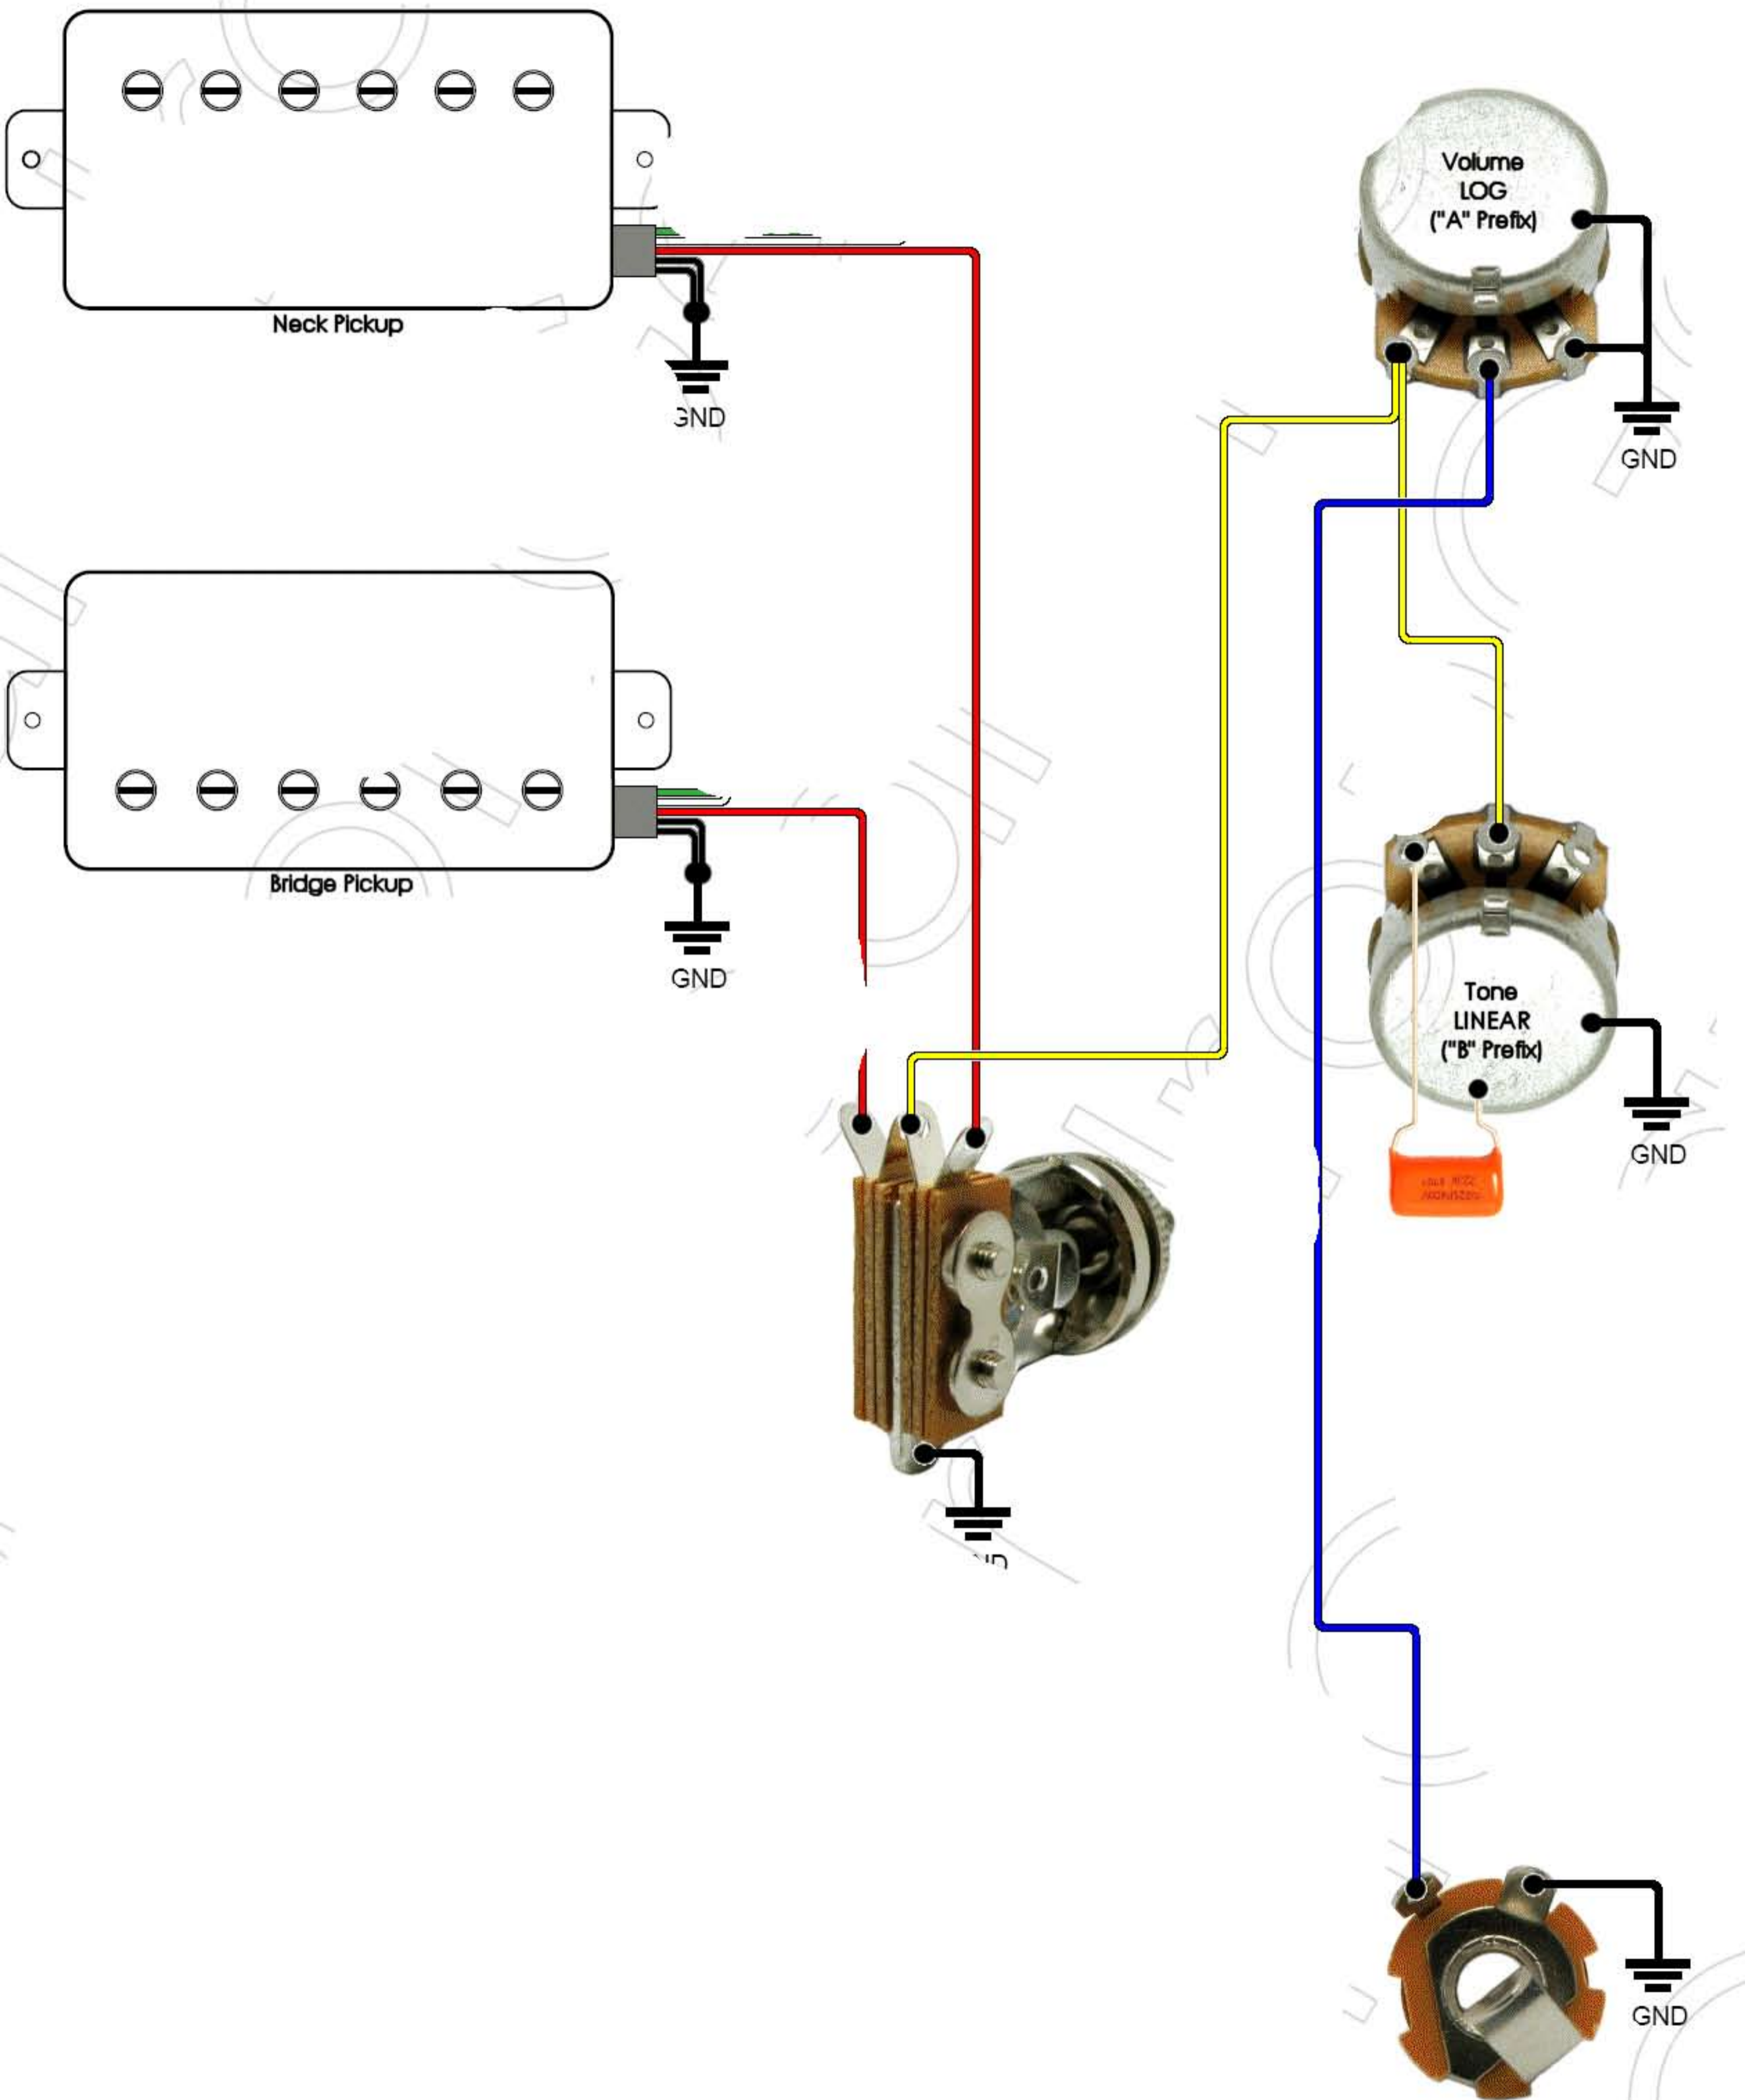 Neck Pickup
GND
Volume
LOG
("A" Prefix)
GND
Bridge Pickup
GND
Tone
LINEAR
("B" Prefix)
GND
GND